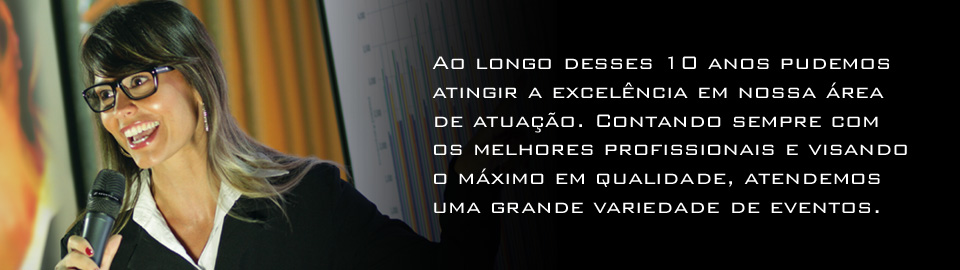 Ao longo desses 10 anos pudemos
atingir a excelência em nossa área
de atuação. Contando sempre com
os melhores profissionais e visando
o máximo em qualidade, atendemos
uma grande variedade de eventos.